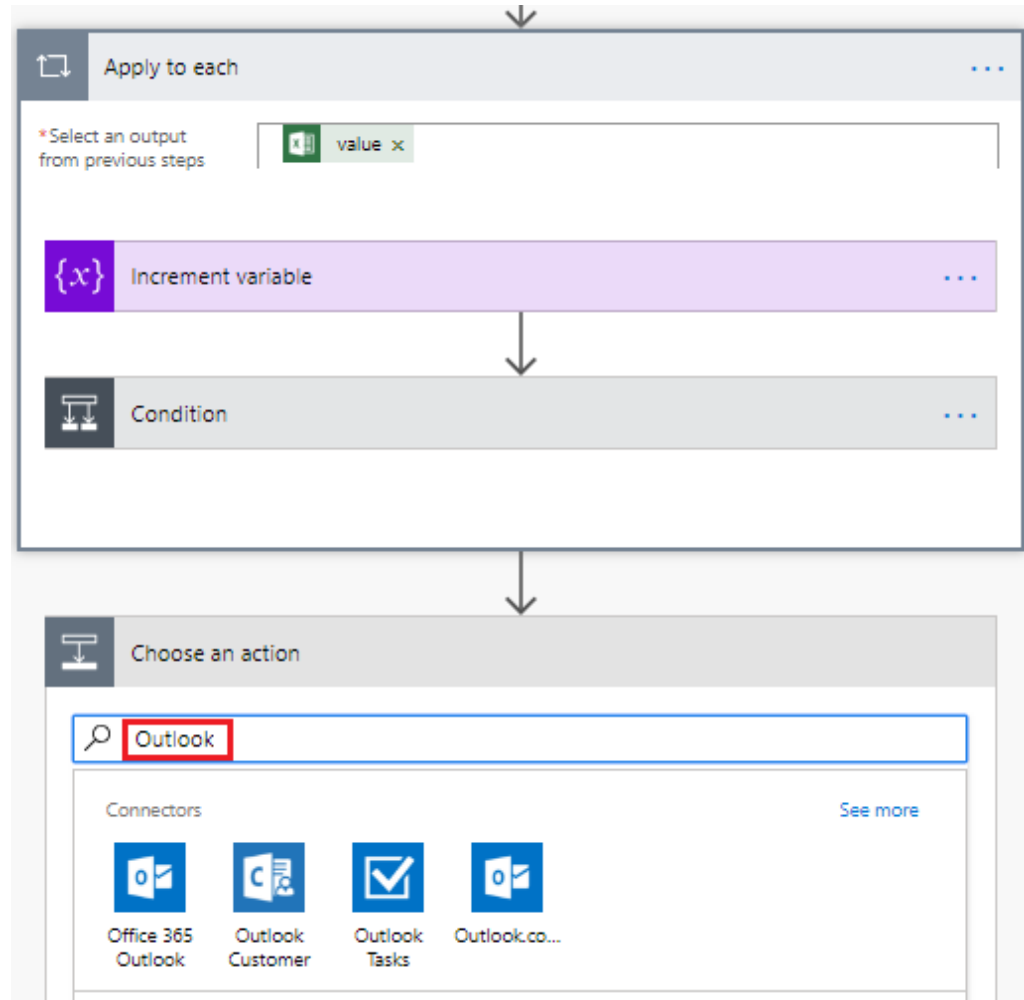 Apply to each
...
*Select an output
from previous steps
value ×
{x} Increment variable
...
Condition
...
Choose an action
Outlook
Connectors
See more
Office 365
Outlook
Outlook
Customer
Outlook
Tasks
Outlook.co...